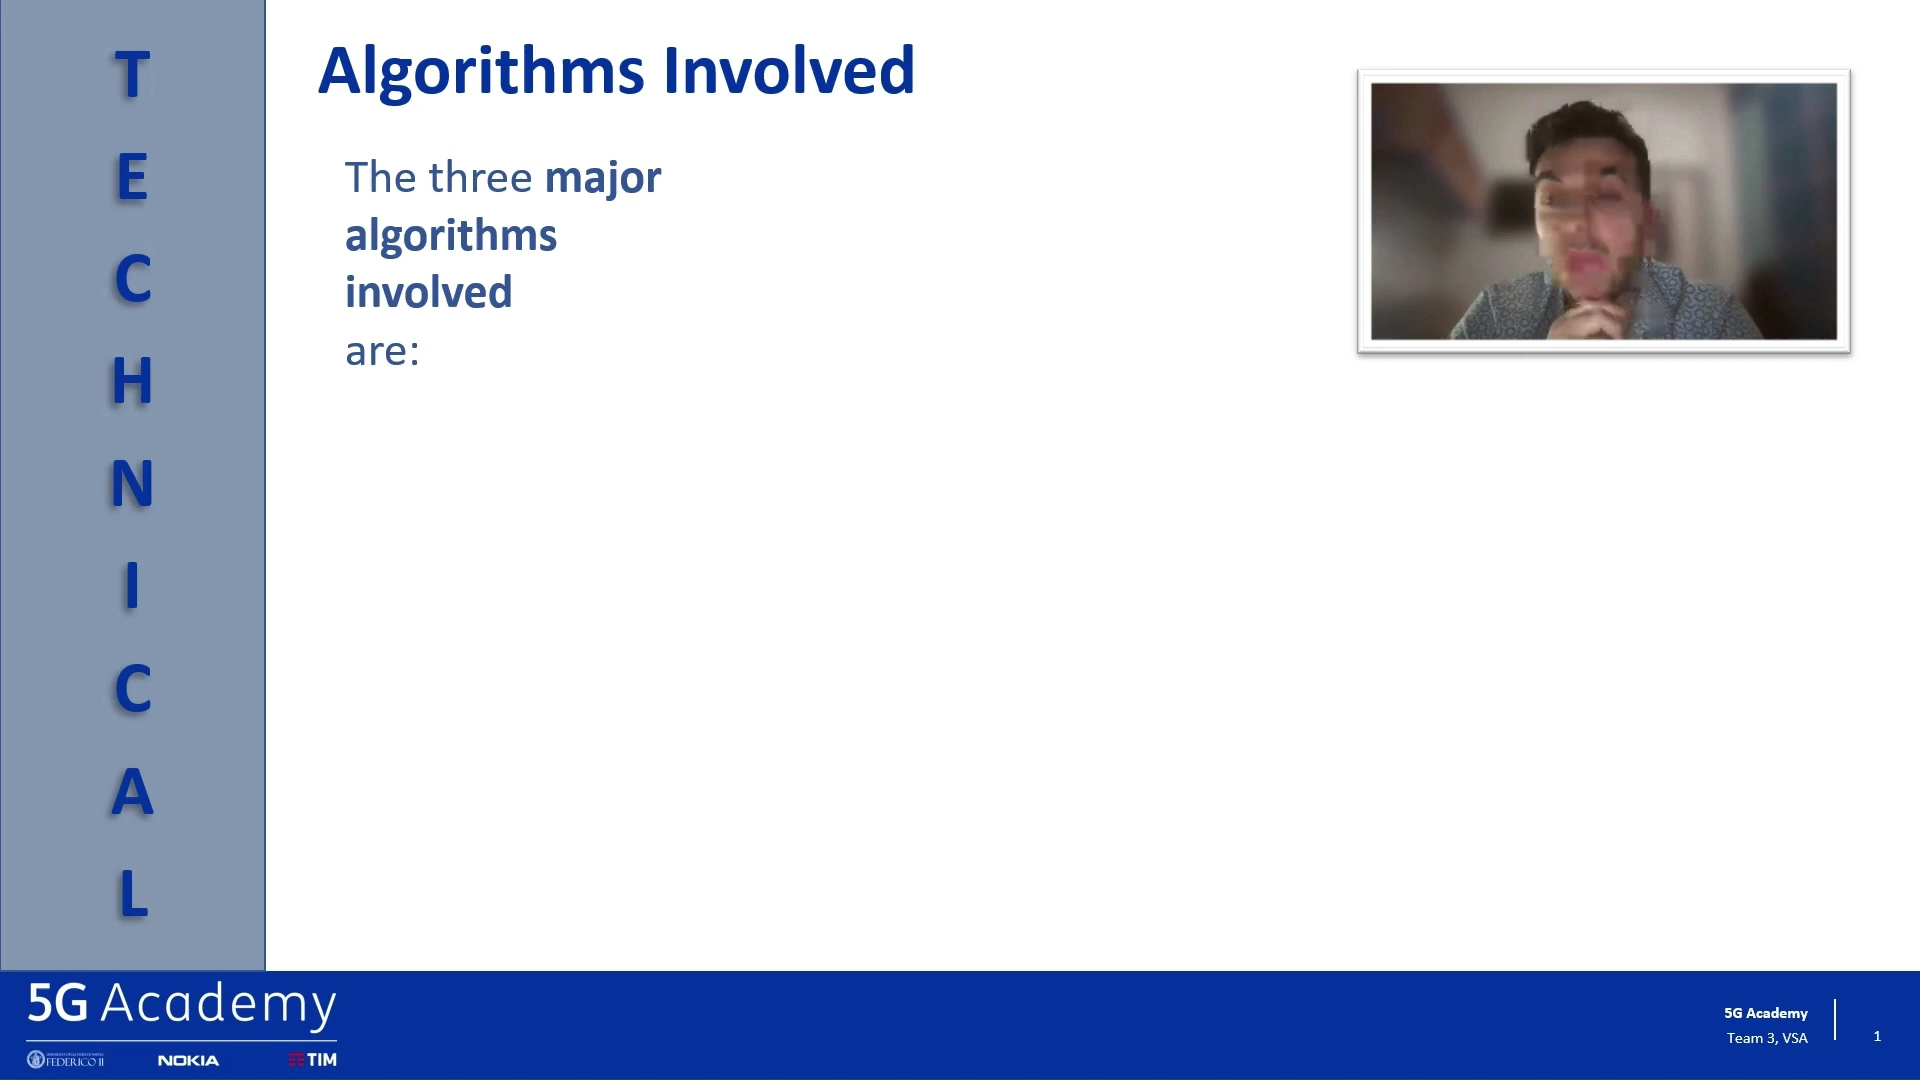 T
E
C
H
N
I
C
A
L
Algorithms Involved
The three major
algorithms
involved
are:
5G Academy
FEDERICO II
NOKIA
TIM
5G Academy
Team 3, VSA
1